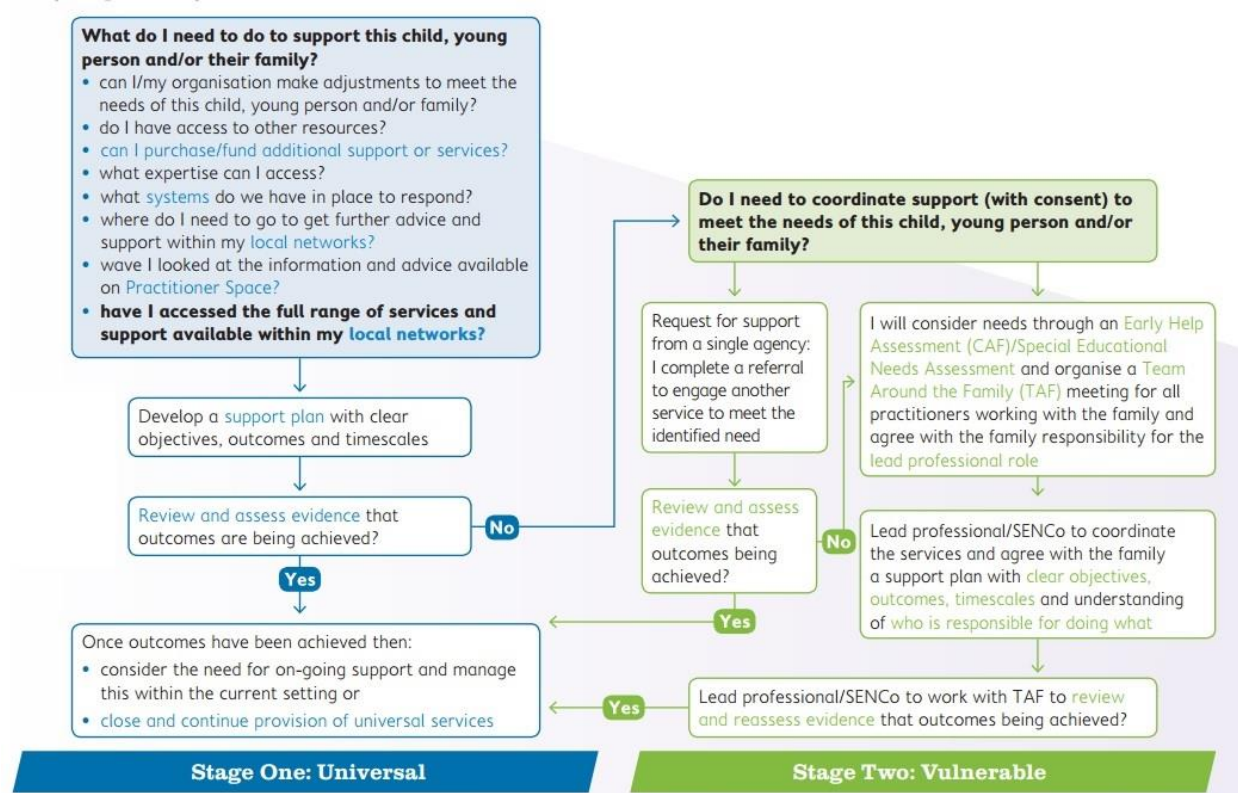 What do I need to do to support this child, young
person and/or their family?
• can I/my organisation make adjustments to meet the
needs of this child, young person and/or family?
• do I have access to other resources?
• can I purchase/fund additional support or services?
• what expertise can I access?
• what systems do we have in place to respond?
• where do I need to go to get further advice and
support within my local networks?
• wave I looked at the information and advice available
on Practitioner Space?
• have I accessed the full range of services and
support available within my local networks?
Develop a support plan with clear
objectives, outcomes and timescales
Review and assess evidence that
outcomes are being achieved?
No
Yes
Once outcomes have been achieved then:
• consider the need for on-going support and manage
this within the current setting or
• close and continue provision of universal services
Stage One: Universal
Do I need to coordinate support (with consent) to
meet the needs of this child, young person and/or
their family?
Request for support
from a single agency:
I complete a referral
to engage another
service to meet the
identified need
Review and assess
evidence that
outcomes being
achieved?
No
Yes
I will consider needs through an Early Help
Assessment (CAF)/Special Educational
Needs Assessment and organise a Team
Around the Family (TAF) meeting for all
practitioners working with the family and
agree with the family responsibility for the
lead professional role
Lead professional/SENCo to coordinate
the services and agree with the family
a support plan with clear objectives,
outcomes, timescales and understanding
of who is responsible for doing what
Lead professional/SENCo to work with TAF to review
and reassess evidence that outcomes being achieved?
Yes
Stage Two: Vulnerable